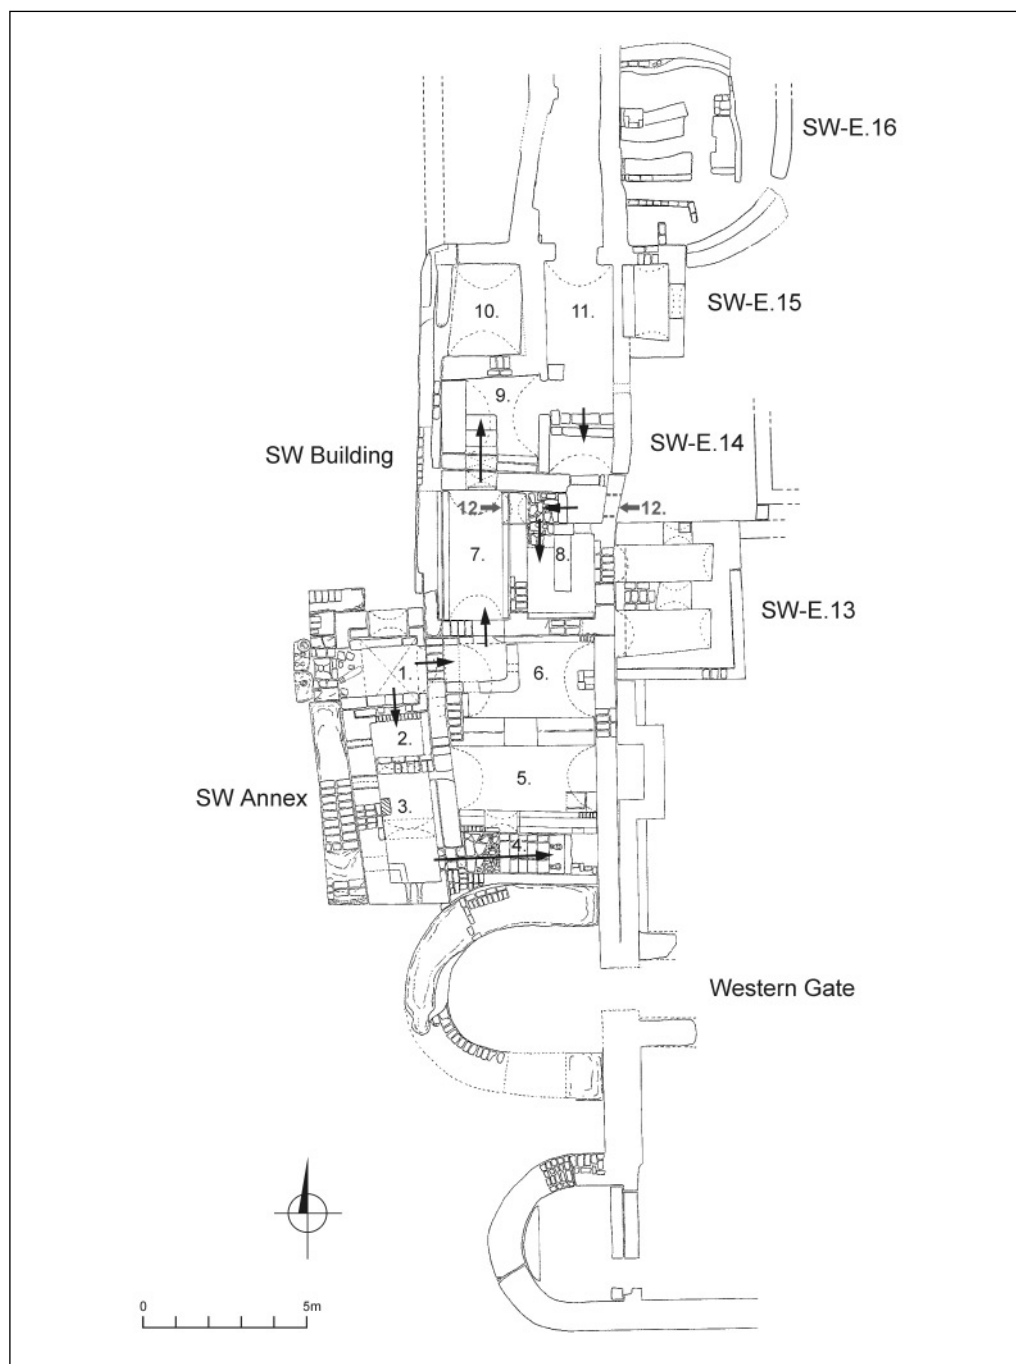 SW-E.16
SW-E.15
10.
11.
9.
SW-E.14
SW Building
12.
12.
7.
8.
SW-E.13
1.
6.
2.
5.
SW Annex
3.
4.
Western Gate
0 5m